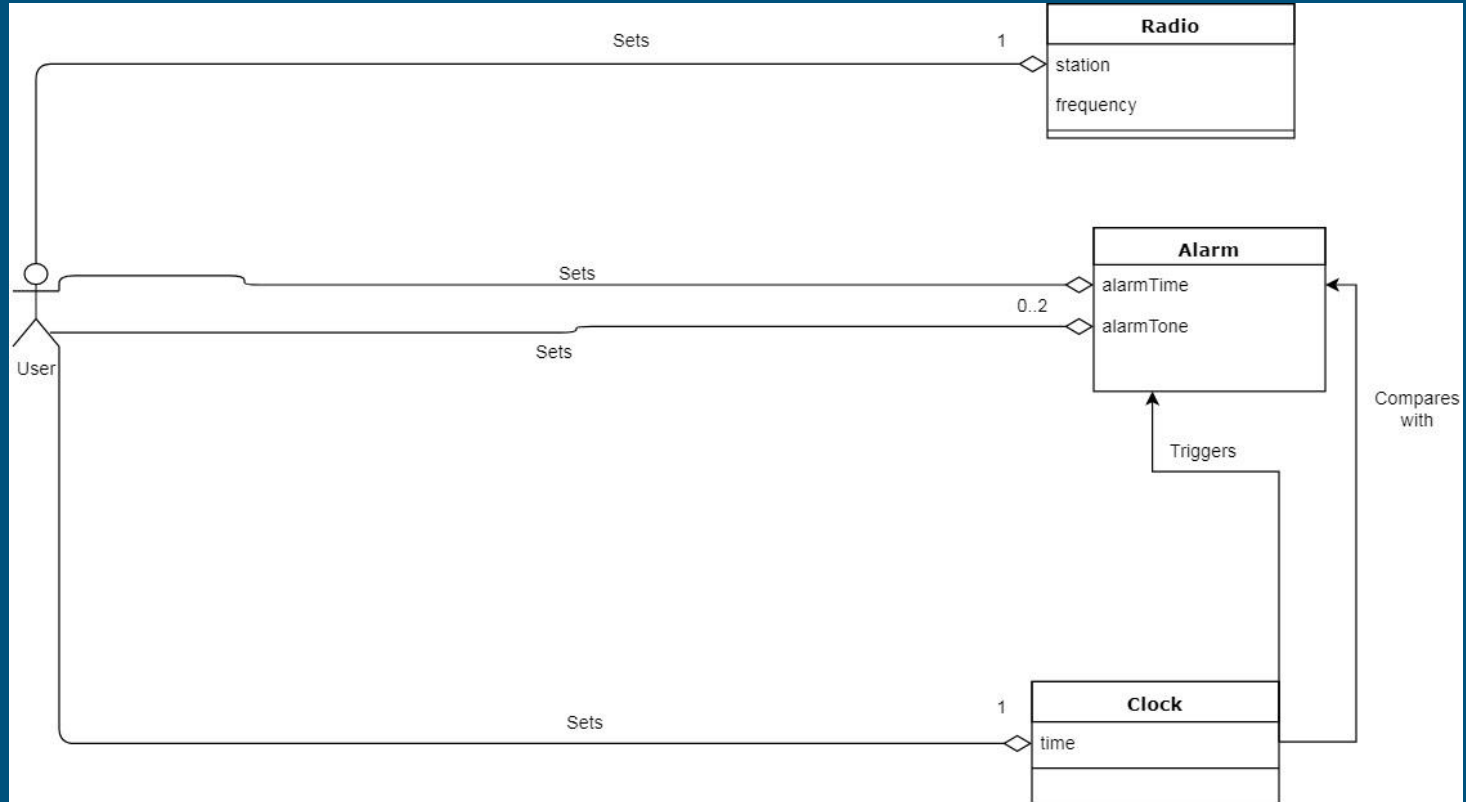 Sets
1
Radio
station
frequency
Sets
0..2
Sets
User
Alarm
alarmTime
alarmTone
Compares
with
Triggers
Sets
1
Clock
time